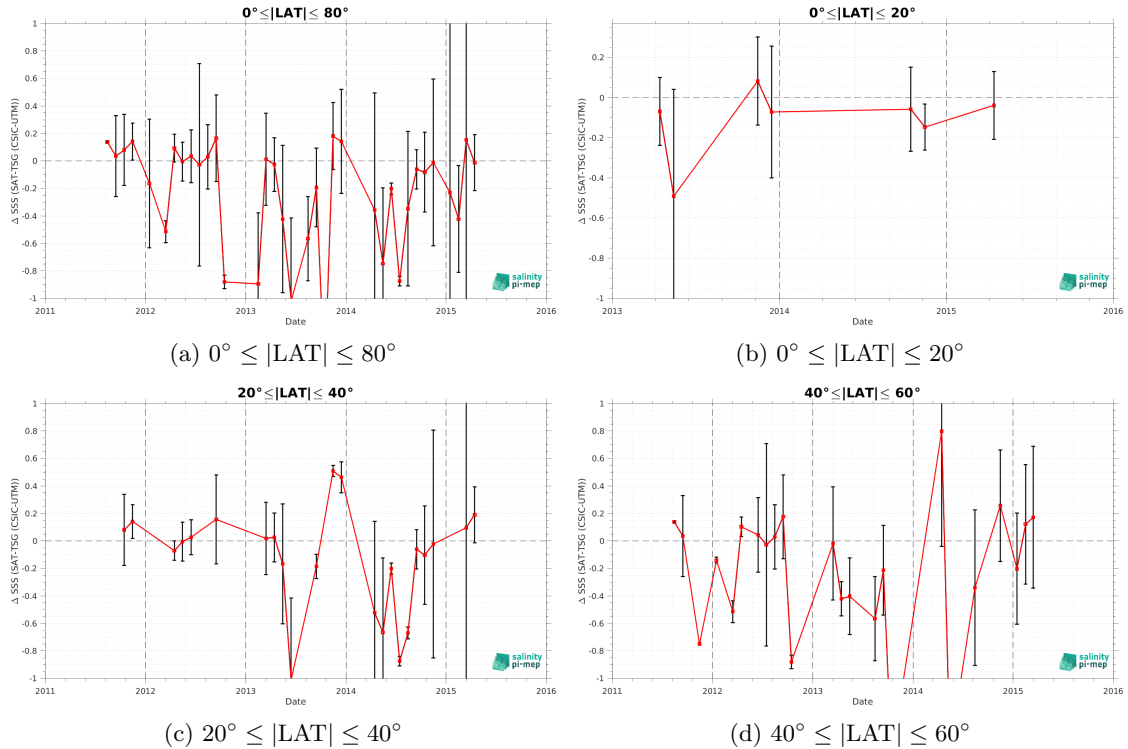 0°≤|LAT|≤ 80°
Δ SSS (SAT-TSG (CSIC-UTM))
1
0.8
0.6
0.4
0.2
0
-0.2
-0.4
-0.6
-0.8
-1
2011 2012 2013 2014 2015 2016
Date
salinity
pi-mep
(a) 0° ≤ |LAT| ≤ 80°
0°≤|LAT|≤ 20°
Δ SSS (SAT-TSG (CSIC-UTM))
0.2
0
-0.2
-0.4
-0.6
-0.8
-1
2013 2014 2015 2016
Date
salinity
pi-mep
(b) 0° ≤ |LAT| ≤ 20°
20°≤|LAT|≤ 40°
Δ SSS (SAT-TSG (CSIC-UTM))
1
0.8
0.6
0.4
0.2
0
-0.2
-0.4
-0.6
-0.8
-1
2011 2012 2013 2014 2015 2016
Date
salinity
pi-mep
(c) 20° ≤ |LAT| ≤ 40°
40°≤|LAT|≤ 60°
Δ SSS (SAT-TSG (CSIC-UTM))
1
0.8
0.6
0.4
0.2
0
-0.2
-0.4
-0.6
-0.8
-1
2011 2012 2013 2014 2015 2016
Date
salinity
pi-mep
(d) 40° ≤ |LAT| ≤ 60°